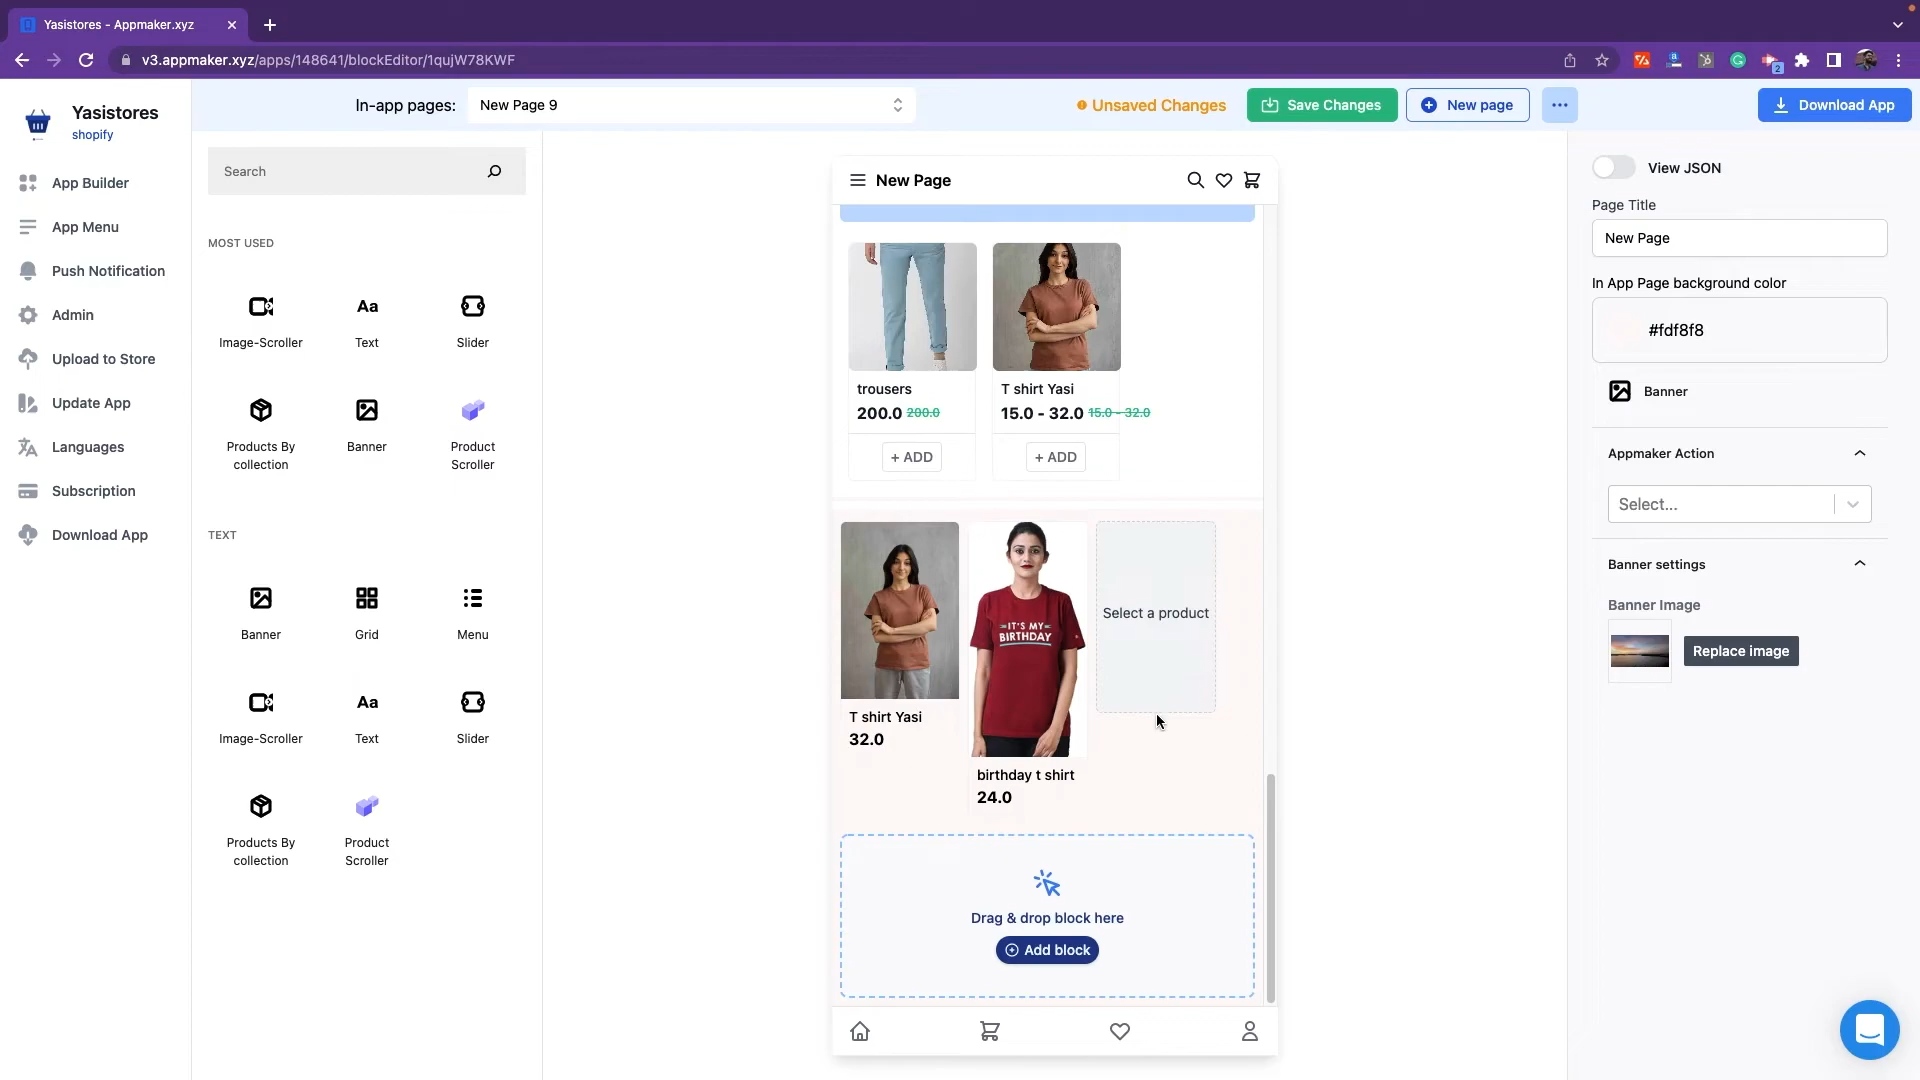 Yasistores - Appmaker.xyz
v3.appmaker.xyz/apps/148641/blockEditor/1qujW78KWF
2
Yasistores
shopify
App Builder
App Menu
Push Notification
Admin
Upload to Store
Update App
Languages
Subscription
Download App
In-app pages:
New Page 9
Unsaved Changes
Save Changes
New page
Download App
Search
MOST USED
Image-Scroller
Aa
Text
Slider
Products By
collection
Banner
Product
Scroller
TEXT
Banner
Grid
Menu
Image-Scroller
Aa
Text
Slider
Products By
collection
Product
Scroller
New Page
trousers
200.0 200.0
+ ADD
T shirt Yasi
15.0 - 32.0 15.0 - 32.0
+ ADD
T shirt Yasi
32.0
IT'S MY
BIRTHDAY
birthday t shirt
24.0
Select a product
Drag & drop block here
Add block
View JSON
Page Title
New Page
In App Page background color
#fdf8f8
Banner
Appmaker Action
Select...
Banner settings
Banner Image
Replace image